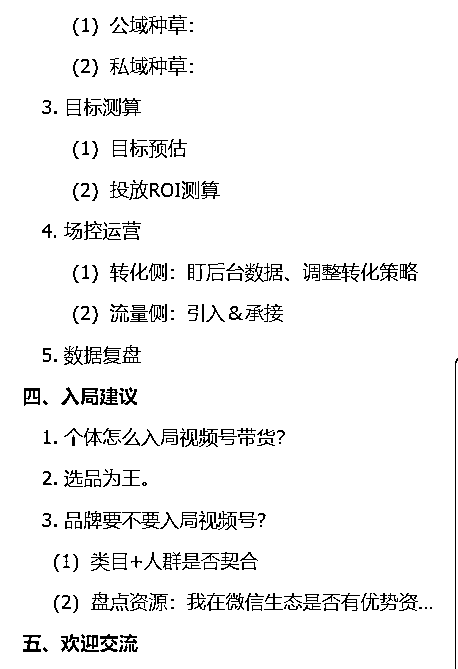 （1）公域种草：
（2）私域种草：
3. 目标测算
（1）目标预估
（2）投放ROI测算
4. 场控运营
（1）转化侧：盯后台数据、调整转化策略
（2）流量侧：引入＆承接
5. 数据复盘
四、入局建议
1. 个体怎么入局视频号带货？
2. 选品为王。
3. 品牌要不要入局视频号？
（1）类目+人群是否契合
（2）盘点资源：我在微信生态是否有优势资...
五、欢迎交流